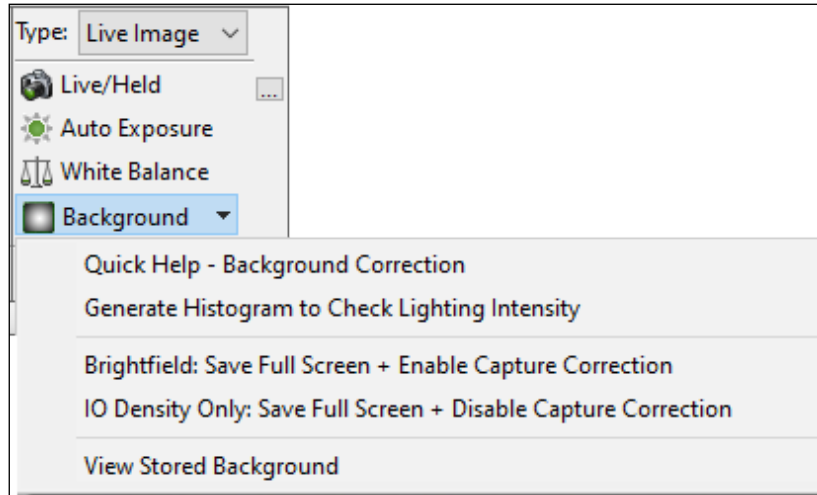 Type: Live Image
Live/Held
...
Auto Exposure
White Balance
Background
Quick Help - Background Correction
Generate Histogram to Check Lighting Intensity
Brightfield: Save Full Screen + Enable Capture Correction
IO Density Only: Save Full Screen + Disable Capture Correction
View Stored Background